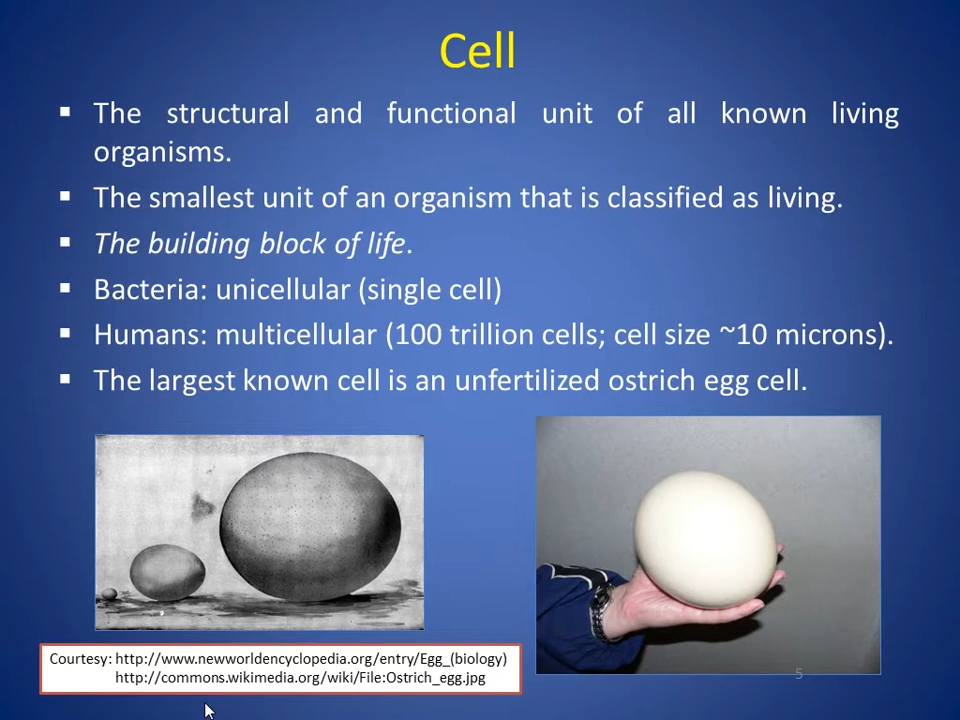 Cell
▪ The structural and functional unit of all known living
organisms.
▪ The smallest unit of an organism that is classified as living.
▪ The building block of life.
▪ Bacteria: unicellular (single cell)
▪ Humans: multicellular (100 trillion cells; cell size ~10 microns).
▪ The largest known cell is an unfertilized ostrich egg cell.
Courtesy: http://www.newworldencyclopedia.org/entry/Egg_(biology)
http://commons.wikimedia.org/wiki/File:Ostrich_egg.jpg
5